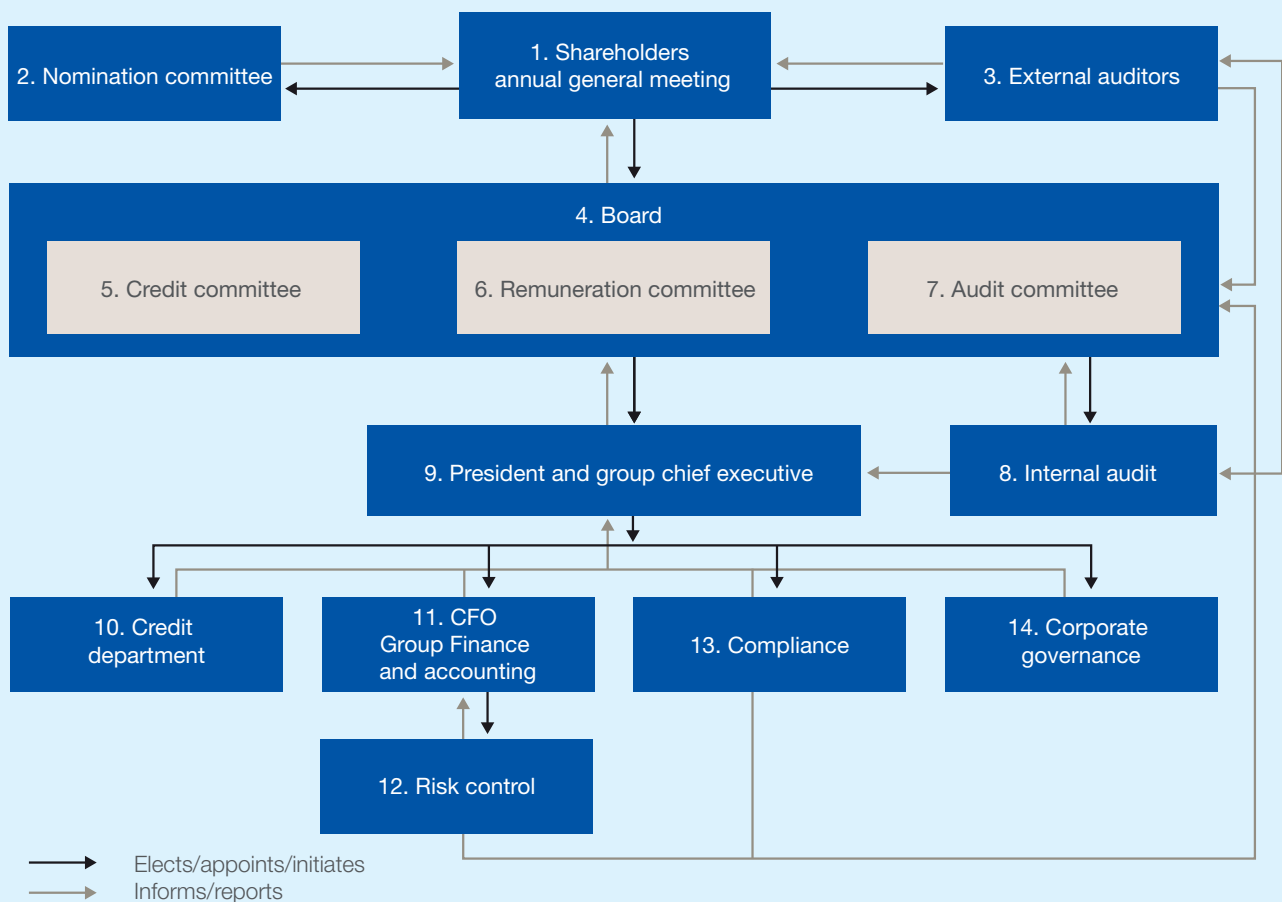 2. Nomination committee
1. Shareholders
annual general meeting
3. External auditors
4. Board
5. Credit committee
6. Remuneration committee
7. Audit committee
9. President and group chief executive
8. Internal audit
10. Credit
department
11. CFO
Group Finance
and accounting
13. Compliance
14. Corporate
governance
12. Risk control
Elects/appoints/initiates
Informs/reports